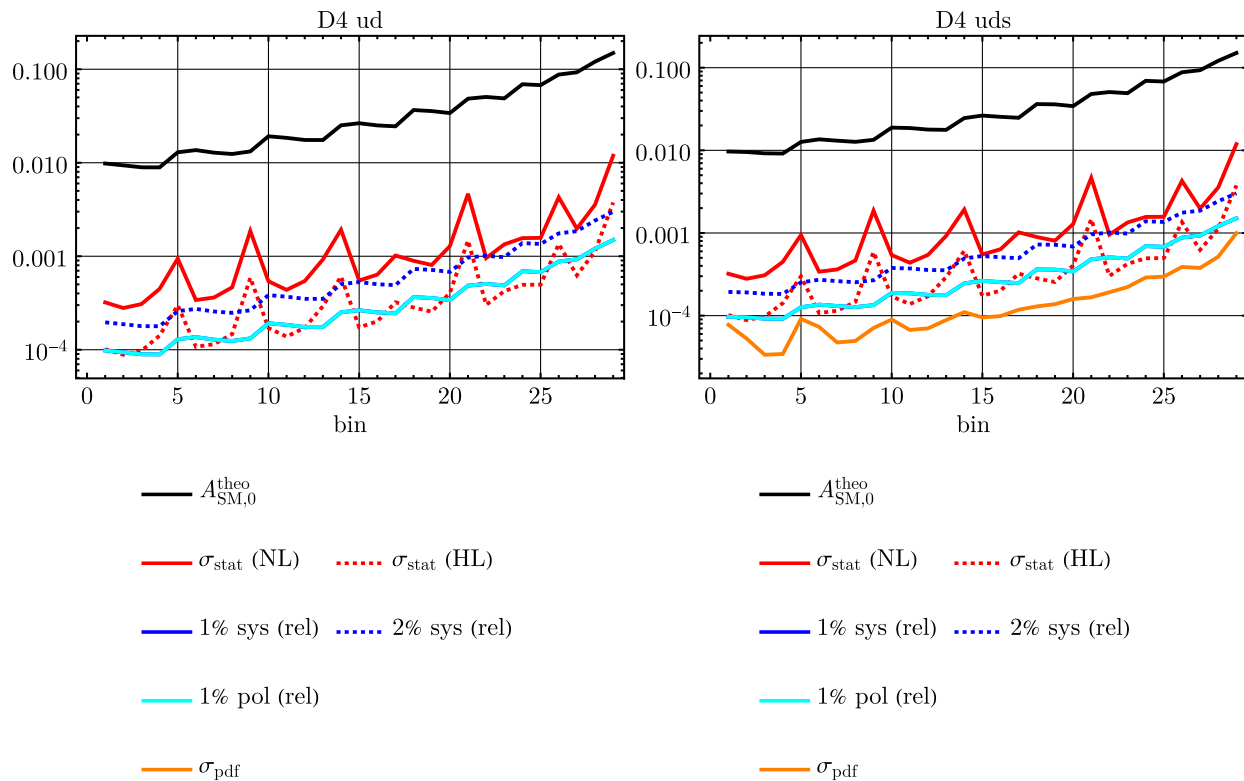 D4 ud
0.100
0.010
0.001
10⁻⁴
0 5 10 15 20 25
bin
D4 uds
0.100
0.010
0.001
10⁻⁴
0 5 10 15 20 25
bin
A^theo_SM,0
σ_stat (NL) σ_stat (HL)
1% sys (rel) 2% sys (rel)
1% pol (rel)
σ_pdf
A^theo_SM,0
σ_stat (NL) σ_stat (HL)
1% sys (rel) 2% sys (rel)
1% pol (rel)
σ_pdf